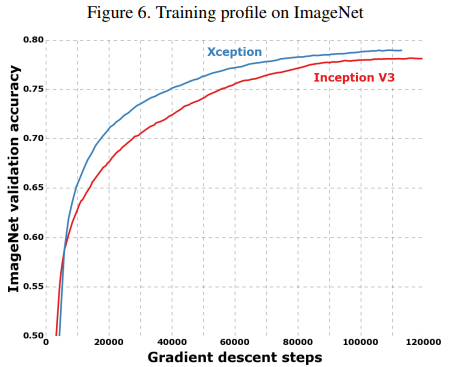 Figure 6. Training profile on ImageNet
0.80
Xception
Inception V3
0.75
0.70
0.65
0.60
0.55
0.50
ImageNet validation accuracy
0 20000 40000 60000 80000 100000 120000
Gradient descent steps